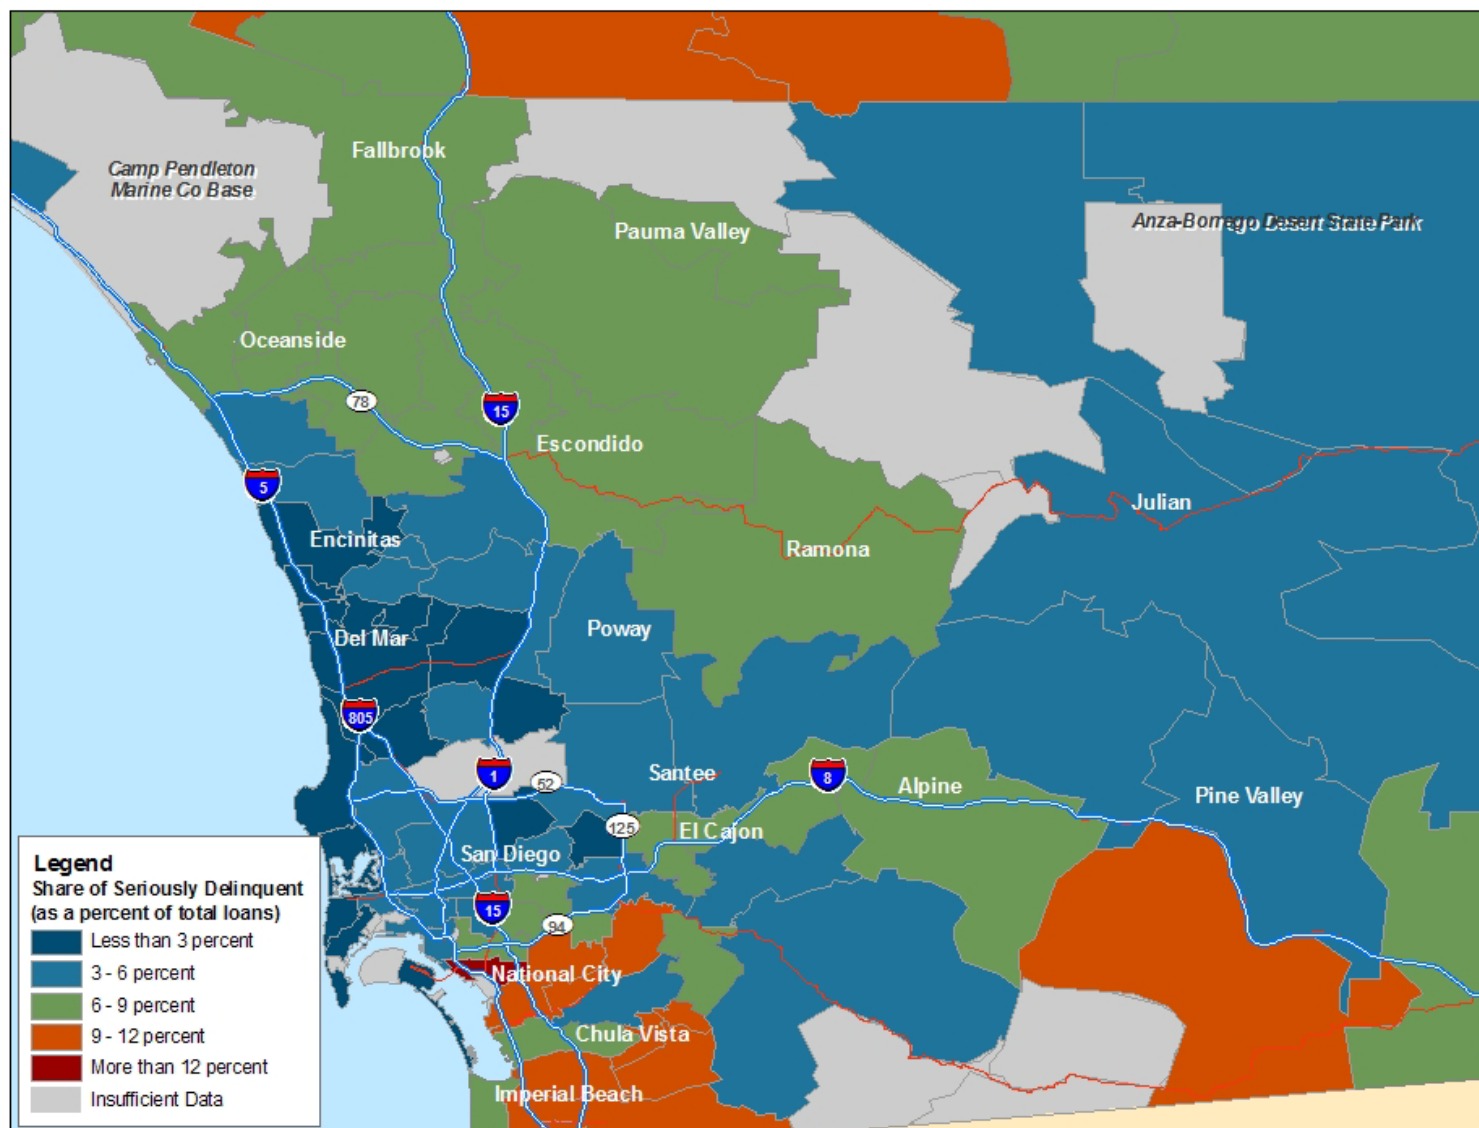 Fallbrook
Camp Pendleton
Marine Co Base
Pauma Valley
Anza-Borrego Desert State Park
Oceanside
78
15
Escondido
5
Julian
Encinitas
Ramona
Poway
Del Mar
805
1
52
Santee
8
Alpine
Pine Valley
125
El Cajon
San Diego
15
94
National City
Chula Vista
Imperial Beach
Legend
Share of Seriously Delinquent
(as a percent of total loans)
Less than 3 percent
3 - 6 percent
6 - 9 percent
9 - 12 percent
More than 12 percent
Insufficient Data